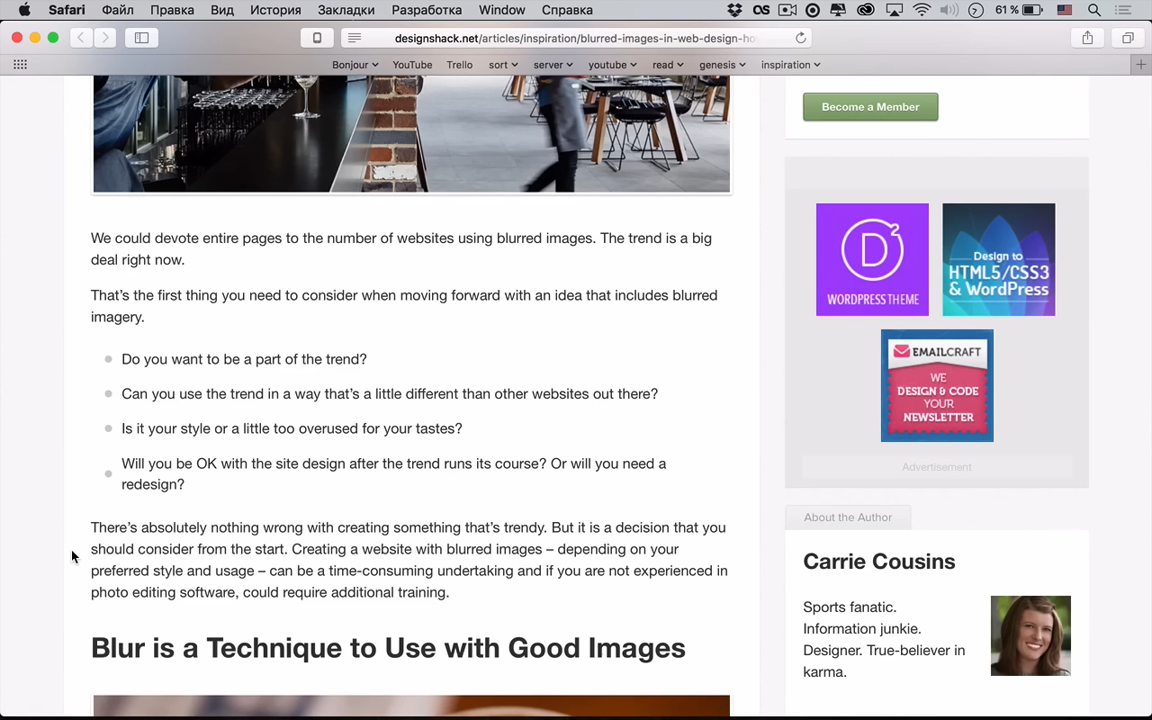 Safari Файл Правка Вид История Закладки Разработка Window Справка 61 %
designshack.net/articles/inspiration/blurred-images-in-web-design-ho
Bonjour YouTube Trello sort server youtube read genesis inspiration
Become a Member
We could devote entire pages to the number of websites using blurred images. The trend is a big
deal right now.
That’s the first thing you need to consider when moving forward with an idea that includes blurred
imagery.
Do you want to be a part of the trend?
Can you use the trend in a way that’s a little different than other websites out there?
Is it your style or a little too overused for your tastes?
Will you be OK with the site design after the trend runs its course? Or will you need a
redesign?
There’s absolutely nothing wrong with creating something that’s trendy. But it is a decision that you
should consider from the start. Creating a website with blurred images – depending on your
preferred style and usage – can be a time-consuming undertaking and if you are not experienced in
photo editing software, could require additional training.
Blur is a Technique to Use with Good Images
D2
WORDPRESS THEME
Design to
HTML5/CSS3
& WordPress
EMAILCRAFT
WE
DESIGN & CODE
YOUR
NEWSLETTER
Advertisement
About the Author
Carrie Cousins
Sports fanatic.
Information junkie.
Designer. True-believer in
karma.